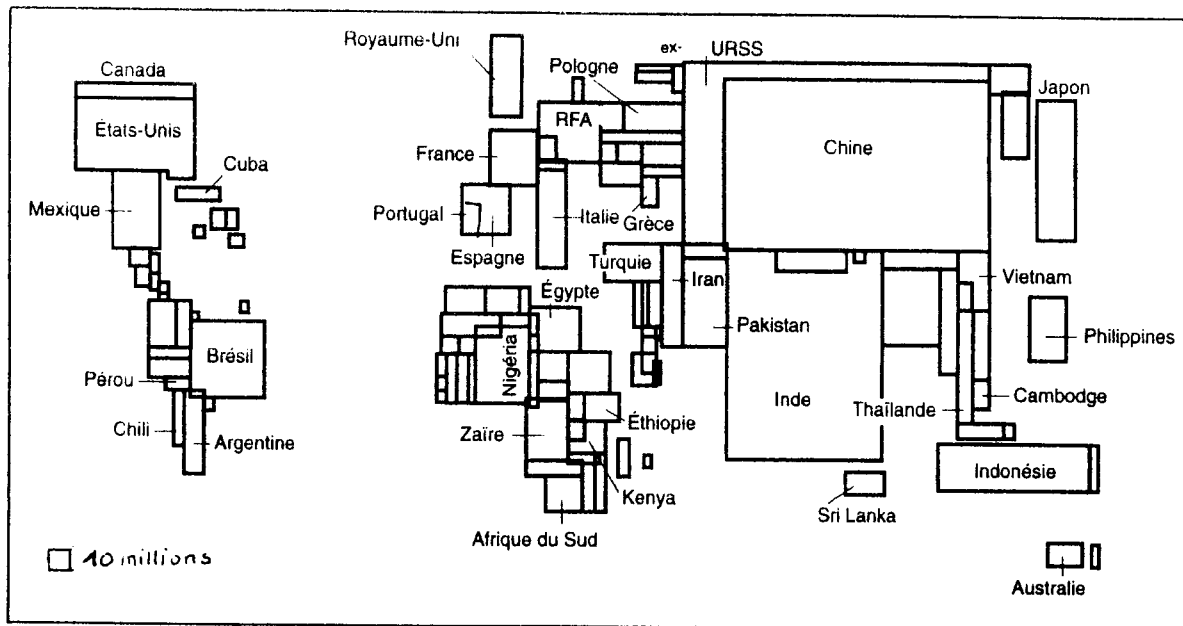 Royaume-Uni
ex- URSS
Canada
Pologne
Japon
États-Unis
RFA
Chine
France
Cuba
Mexique
Portugal
Italie
Grèce
Espagne
Turquie
Iran
Vietnam
Égypte
Pakistan
Philippines
Brésil
Nigéria
Pérou
Inde
Thaïlande
Cambodge
Chili
Argentine
Zaïre
Éthiopie
Indonésie
Kenya
Sri Lanka
Afrique du Sud
10 millions
Australie